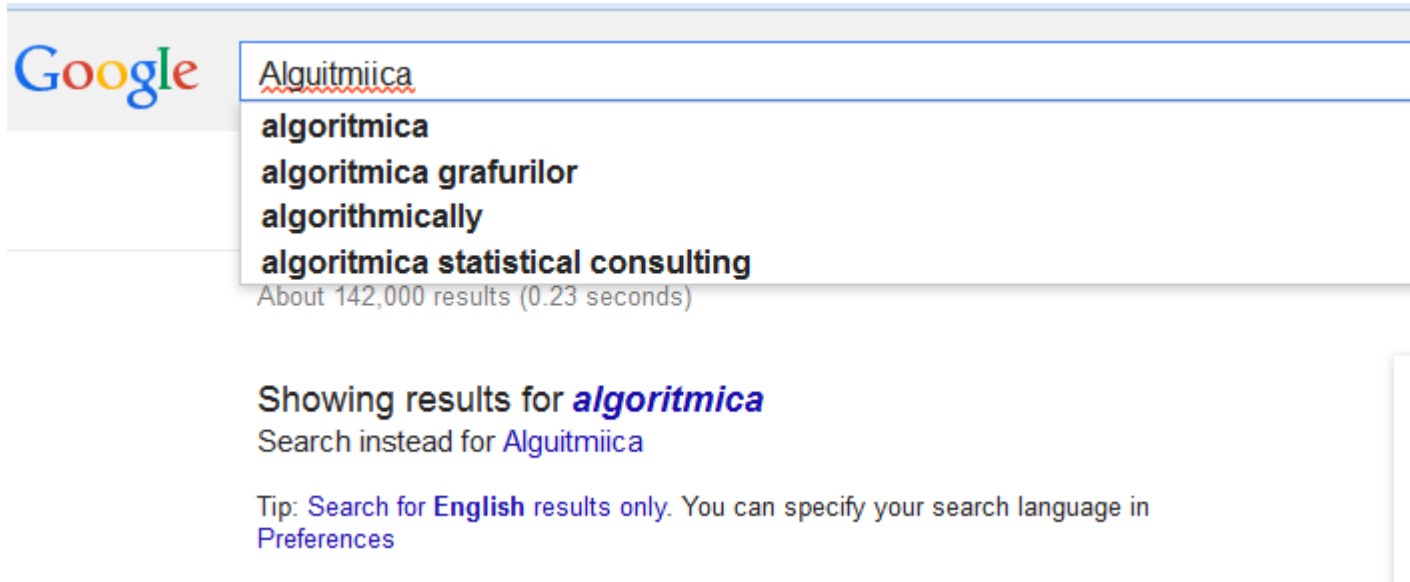 Google
Alguitmiica
algoritmica
algoritmica grafurilor
algorithmically
algoritmica statistical consulting
About 142,000 results (0.23 seconds)
Showing results for algoritmica
Search instead for Alguitmiica
Tip: Search for English results only. You can specify your search language in
Preferences